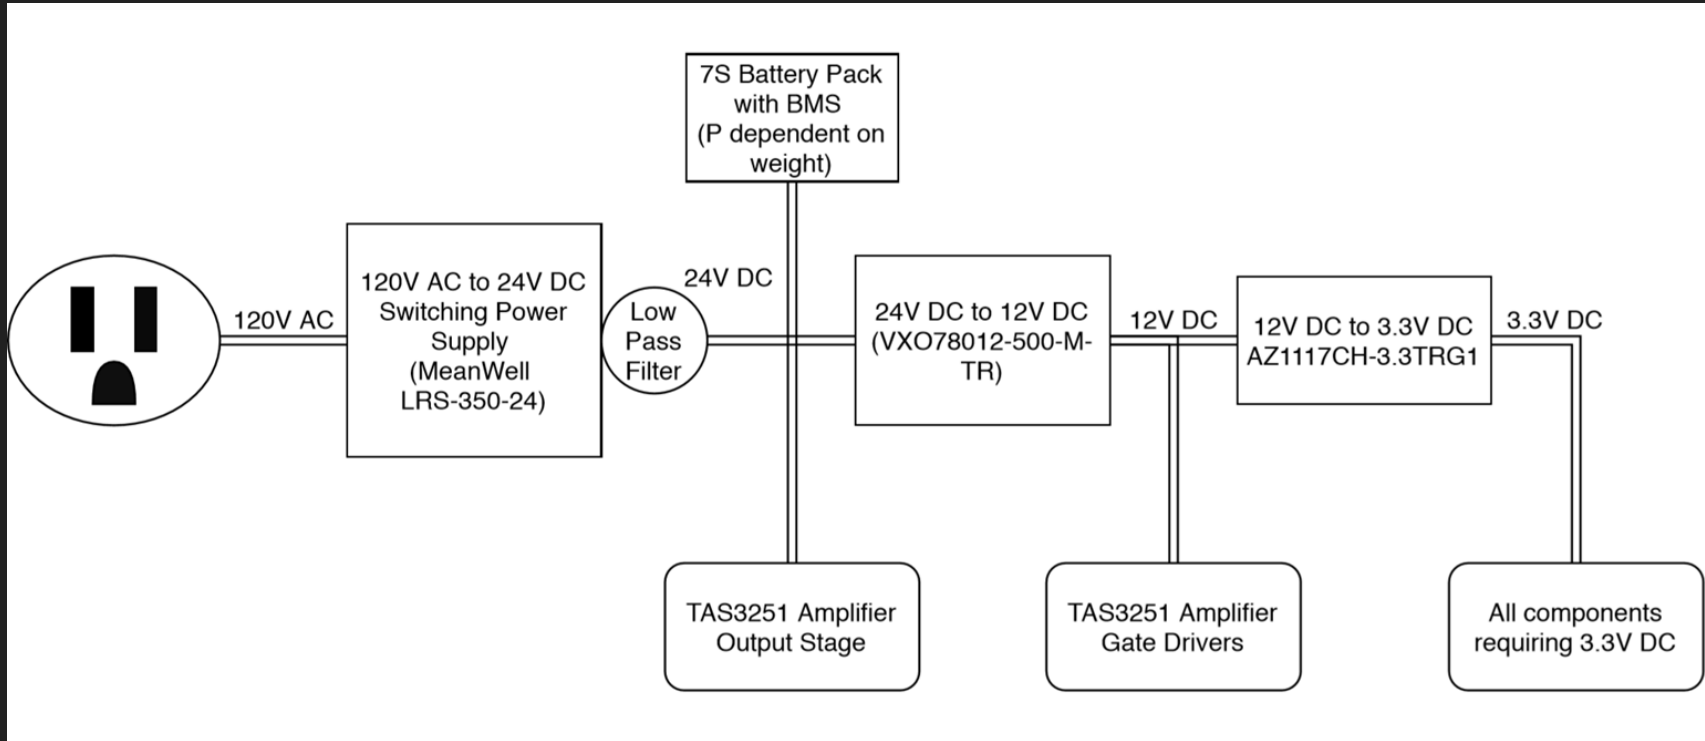 7S Battery Pack
with BMS
(P dependent on
weight)
120V AC
120V AC to 24V DC
Switching Power
Supply
(MeanWell
LRS-350-24)
Low
Pass
Filter
24V DC
24V DC to 12V DC
(VXO78012-500-M-
TR)
12V DC
12V DC to 3.3V DC
AZ1117CH-3.3TRG1
3.3V DC
TAS3251 Amplifier
Output Stage
TAS3251 Amplifier
Gate Drivers
All components
requiring 3.3V DC